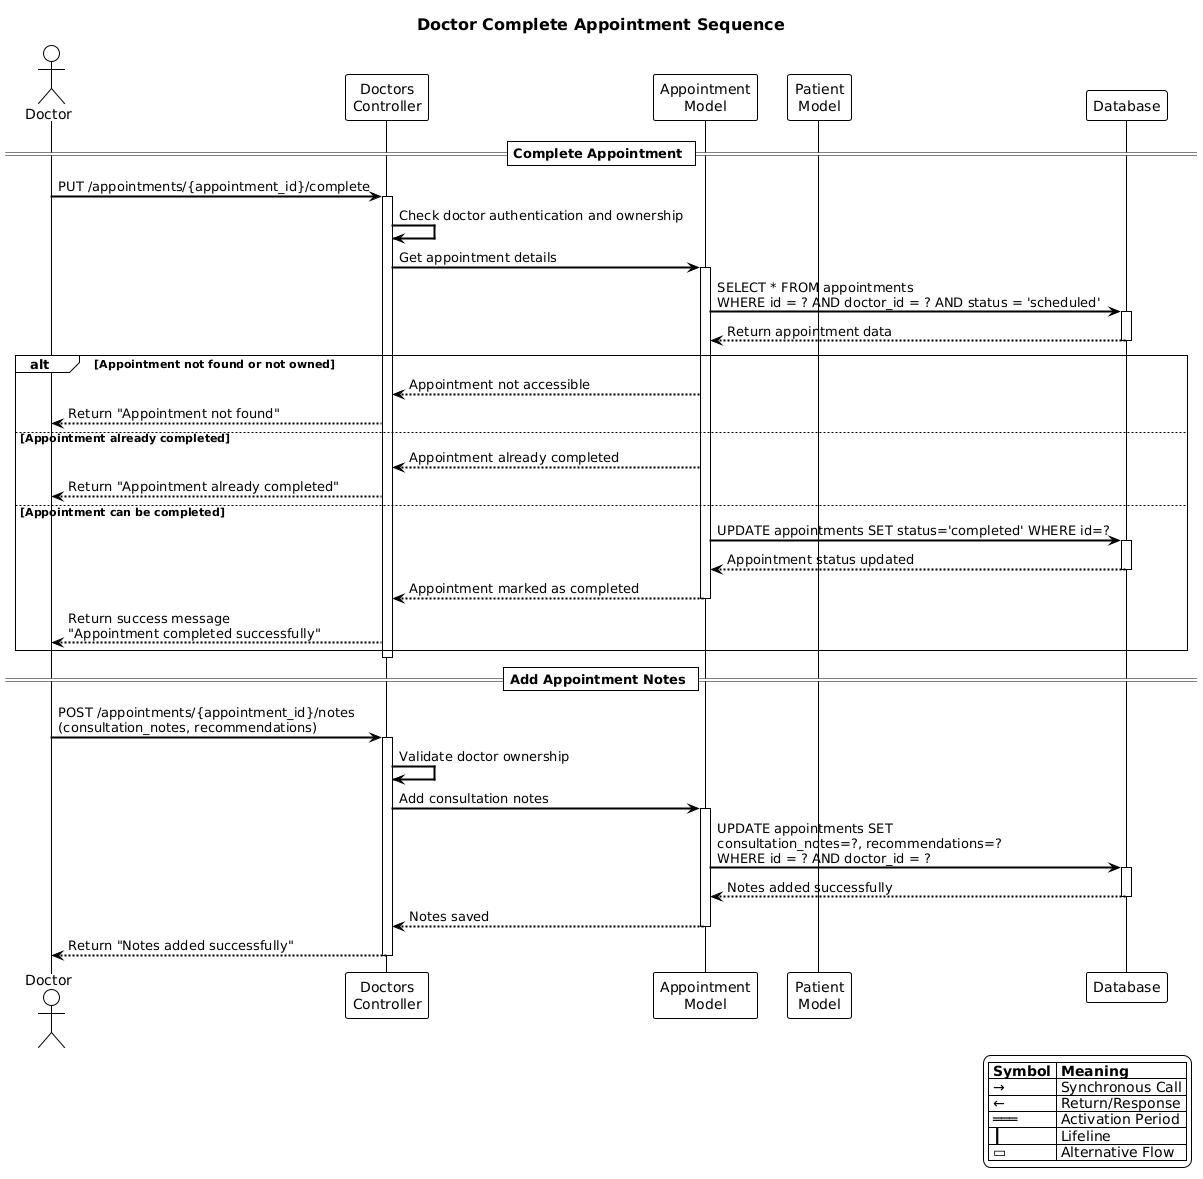 Doctor Complete Appointment Sequence
Doctor
Doctors
Controller
Appointment
Model
Patient
Model
Database
Complete Appointment
PUT /appointments/{appointment_id}/complete
Check doctor authentication and ownership
Get appointment details
SELECT * FROM appointments
WHERE id = ? AND doctor_id = ? AND status = 'scheduled'
Return appointment data
alt [Appointment not found or not owned]
Appointment not accessible
Return "Appointment not found"
[Appointment already completed]
Appointment already completed
Return "Appointment already completed"
[Appointment can be completed]
UPDATE appointments SET status='completed' WHERE id=?
Appointment status updated
Appointment marked as completed
Return success message
"Appointment completed successfully"
Add Appointment Notes
POST /appointments/{appointment_id}/notes
(consultation_notes, recommendations)
Validate doctor ownership
Add consultation notes
UPDATE appointments SET
consultation_notes=?, recommendations=?
WHERE id = ? AND doctor_id = ?
Notes added successfully
Notes saved
Return "Notes added successfully"
Doctor
Doctors
Controller
Appointment
Model
Patient
Model
Database
Symbol Meaning
→ Synchronous Call
← Return/Response
═══ Activation Period
┃ Lifeline
▭ Alternative Flow